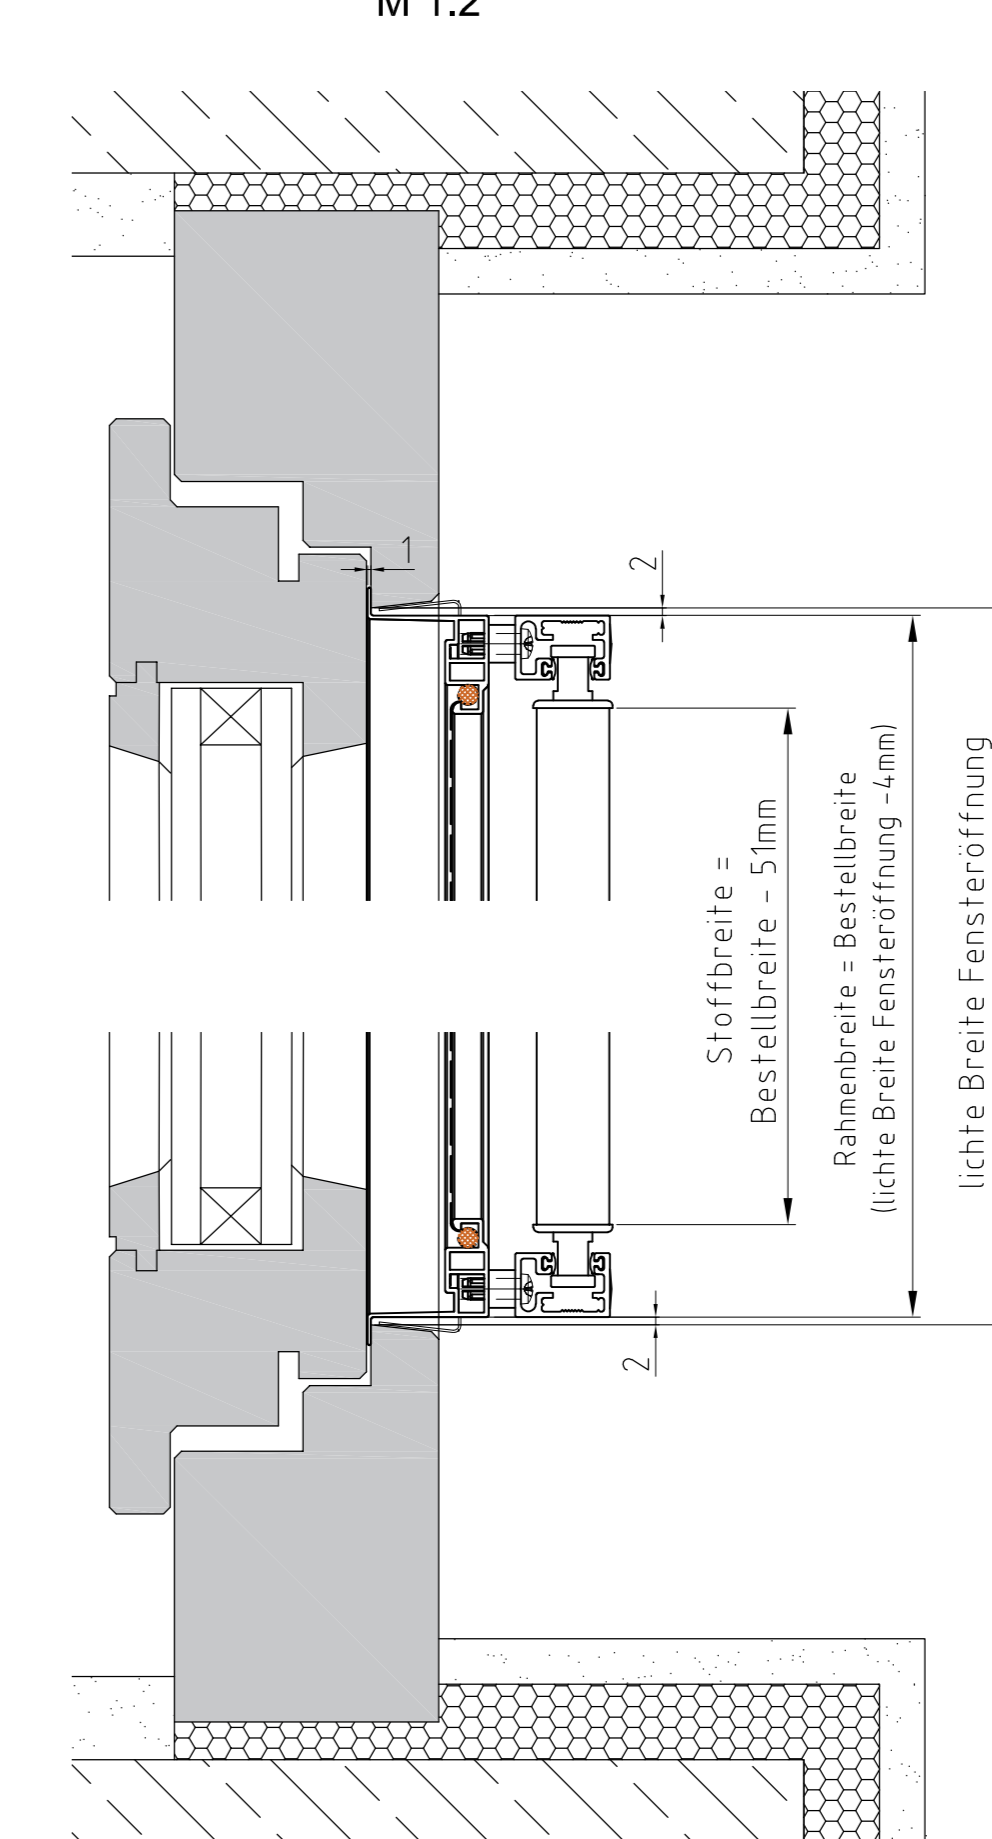 M 1:2
1
2
Stoffbreite =
Bestellbreite - 51mm
Rahmenbreite = Bestellbreite
(lichte Breite Fensteröffnung -4mm)
lichte Breite Fensteröffnung
2